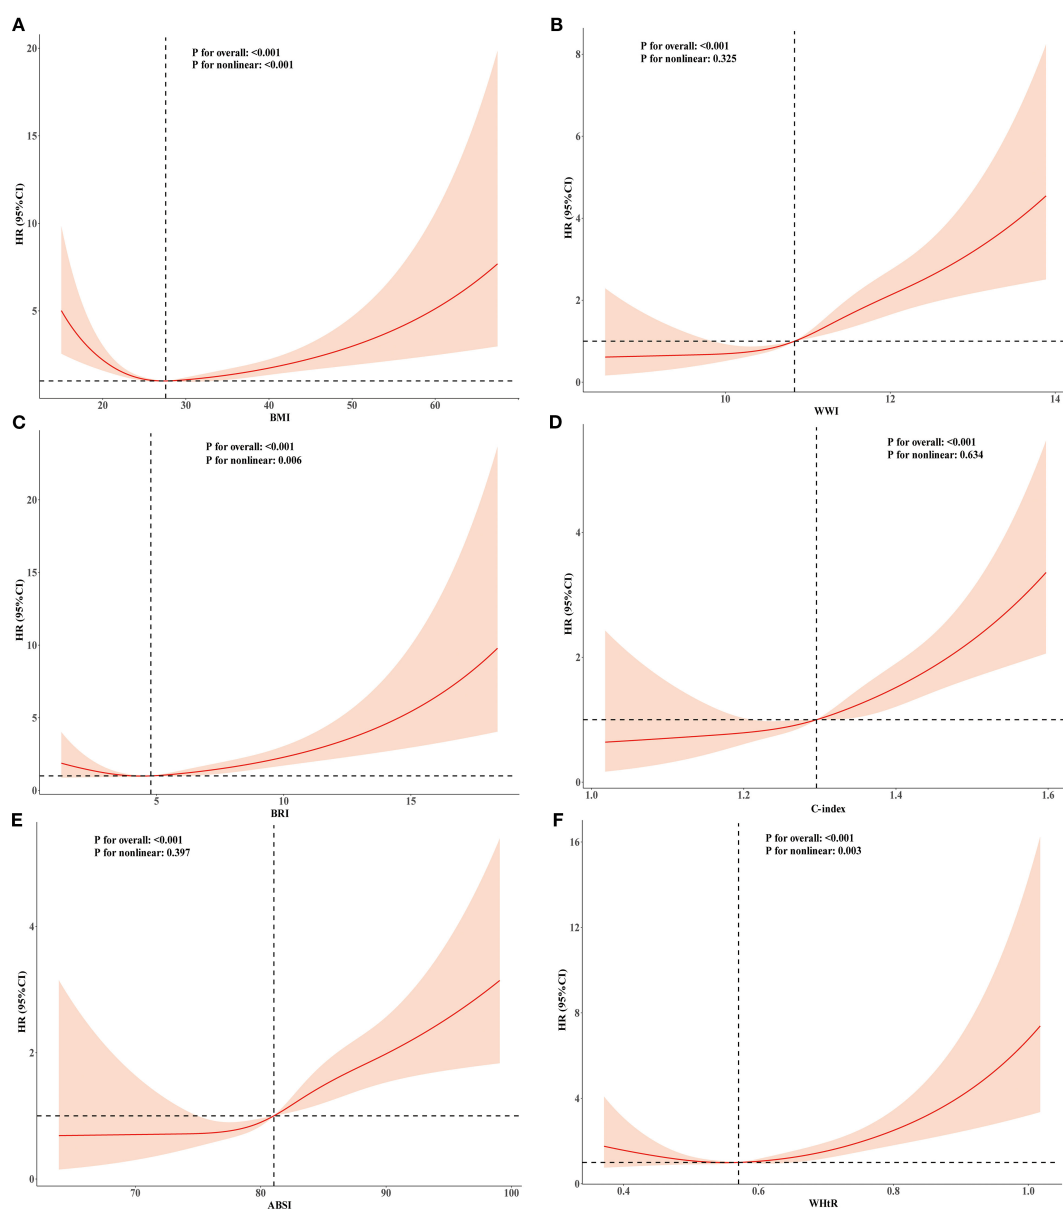 A
P for overall: <0.001
P for nonlinear: <0.001
HR (95%CI)
20
15
10
5
20 30 40 50 60
BMI
B
P for overall: <0.001
P for nonlinear: 0.325
HR (95%CI)
8
6
4
2
0
10 12 14
WWI
C
P for overall: <0.001
P for nonlinear: 0.006
HR (95%CI)
20
15
10
5
0
5 10 15
BRI
D
P for overall: <0.001
P for nonlinear: 0.634
HR (95%CI)
4
2
0
1.0 1.2 1.4 1.6
C-index
E
P for overall: <0.001
P for nonlinear: 0.397
HR (95%CI)
4
2
0
70 80 90 100
ABSI
F
P for overall: <0.001
P for nonlinear: 0.003
HR (95%CI)
16
12
8
4
0
0.4 0.6 0.8 1.0
WHtR